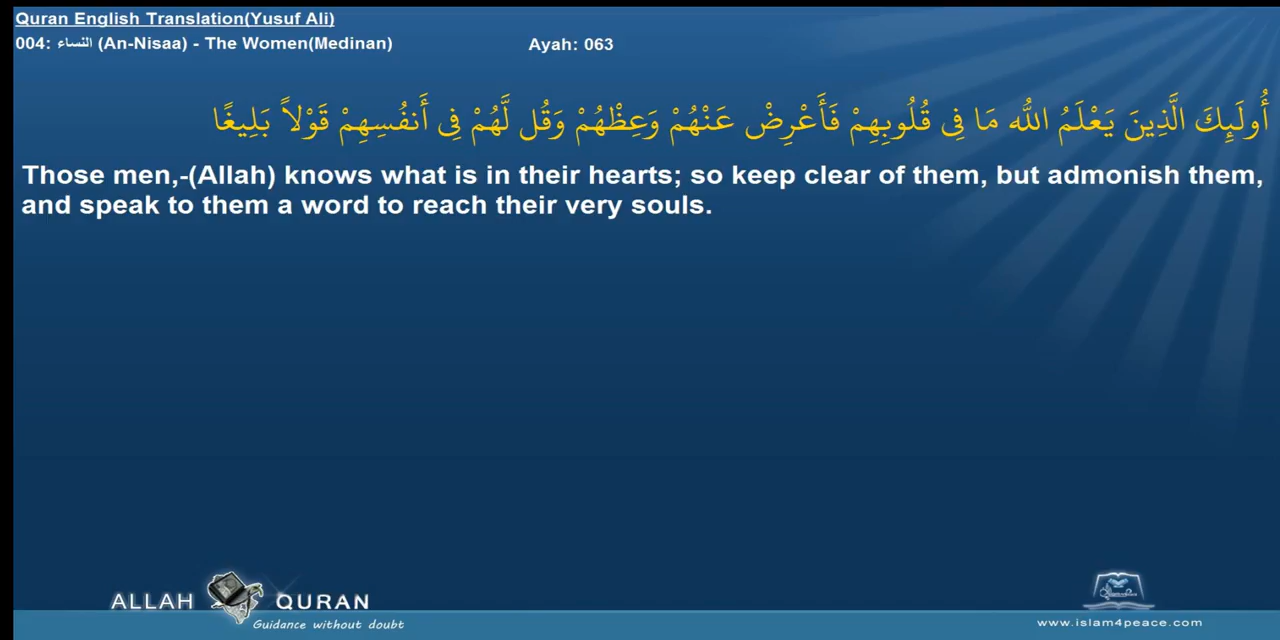 Quran English Translation(Yusuf Ali)
004: النساء (An-Nisaa) - The Women(Medinan) Ayah: 063
أُولَـئِكَ الَّذِينَ يَعْلَمُ اللّه مَا فِى قُلُوبِهِمْ فَأَعْرِضْ عَنْهُمْ وَعِظْهُمْ وَقُل لَّهُمْ فِى أَنفُسِهِمْ قَوْلاً بَلِيغًا
Those men,-(Allah) knows what is in their hearts; so keep clear of them, but admonish them,
and speak to them a word to reach their very souls.
ALLAH QURAN
Guidance without doubt
www.islam4peace.com